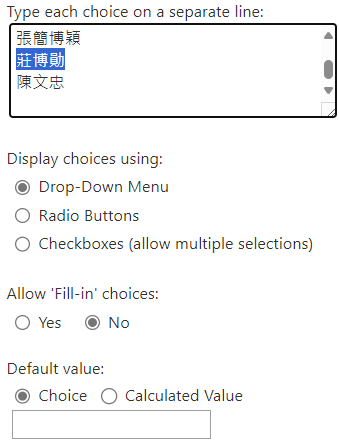 Type each choice on a separate line:
張簡博穎
莊博勛
陳文忠
Display choices using:
Drop-Down Menu
Radio Buttons
Checkboxes (allow multiple selections)
Allow 'Fill-in' choices:
Yes No
Default value:
Choice Calculated Value